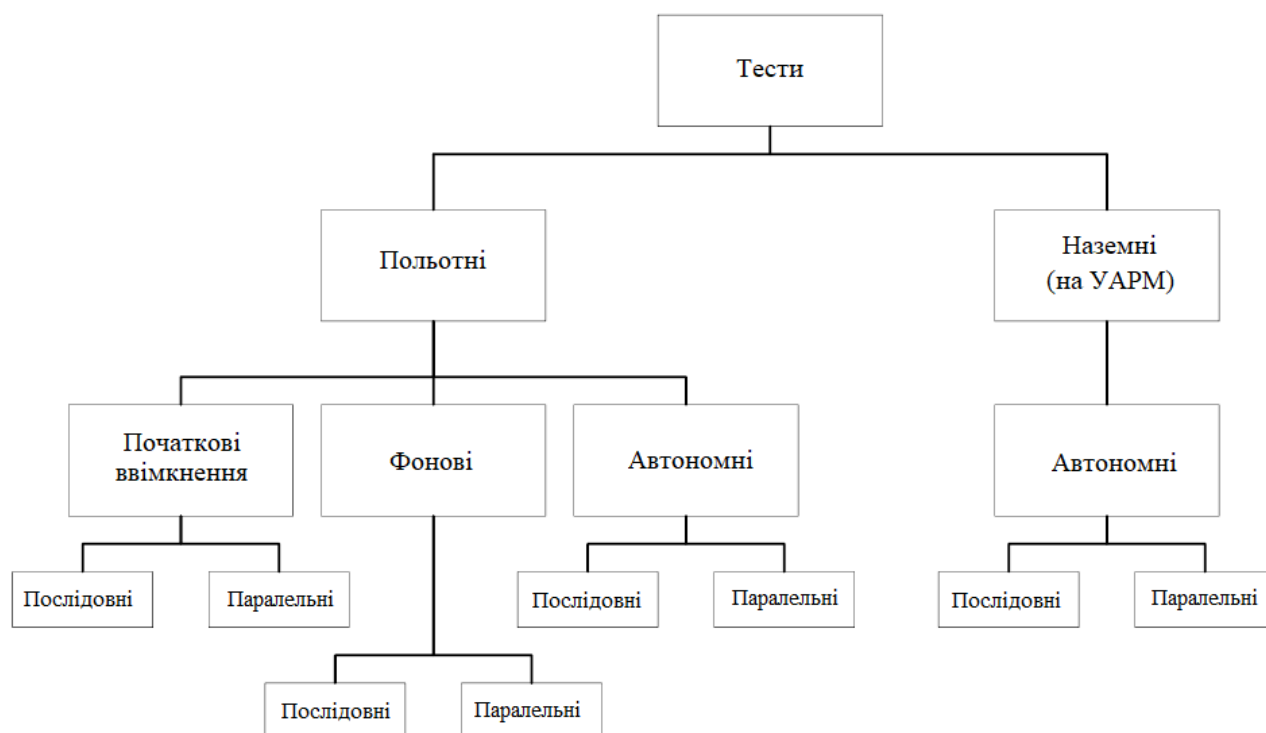 Тести
Польотні
Наземні
(на УАРМ)
Початкові
ввімкнення
Фонові
Автономні
Автономні
Послідовні
Паралельні
Послідовні
Паралельні
Послідовні
Паралельні
Послідовні
Паралельні